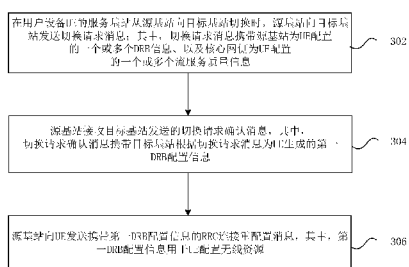 在用户设备UE的服务基站从源基站向目标基站切换时，源基站向目标基
站发送切换请求消息；其中，切换请求消息携带源基站为UE配置
的一个或多个DRB信息、以及核心网侧为UE配置
的一个或多个流服务质量信息
302
源基站接收目标基站发送的切换请求确认消息，其中，
切换请求确认消息携带目标基站根据切换请求消息为UE生成的第一
DRB配置信息
304
源基站向UE发送携带第一DRB配置信息的RRC连接重配置消息，其中，第
一DRB配置信息用于UE配置无线资源
306